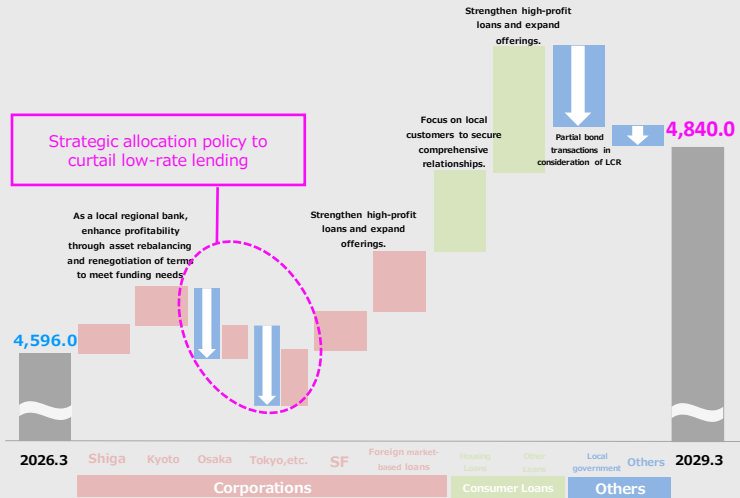 Strengthen high-profit
loans and expand
offerings.
Strategic allocation policy to
curtail low-rate lending
Focus on local
customers to secure
comprehensive
relationships.
4,840.0
Partial bond
transactions in
consideration of LCR
As a local regional bank,
enhance profitability
through asset rebalancing
and renegotiation of terms
to meet funding needs.
Strengthen high-profit
loans and expand
offerings.
4,596.0
2026.3
Shiga
Kyoto
Osaka
Tokyo,etc.
SF
Foreign market-
based loans
Housing
Loans
Other
Loans
Local
government
Others
2029.3
Corporations
Consumer Loans
Others